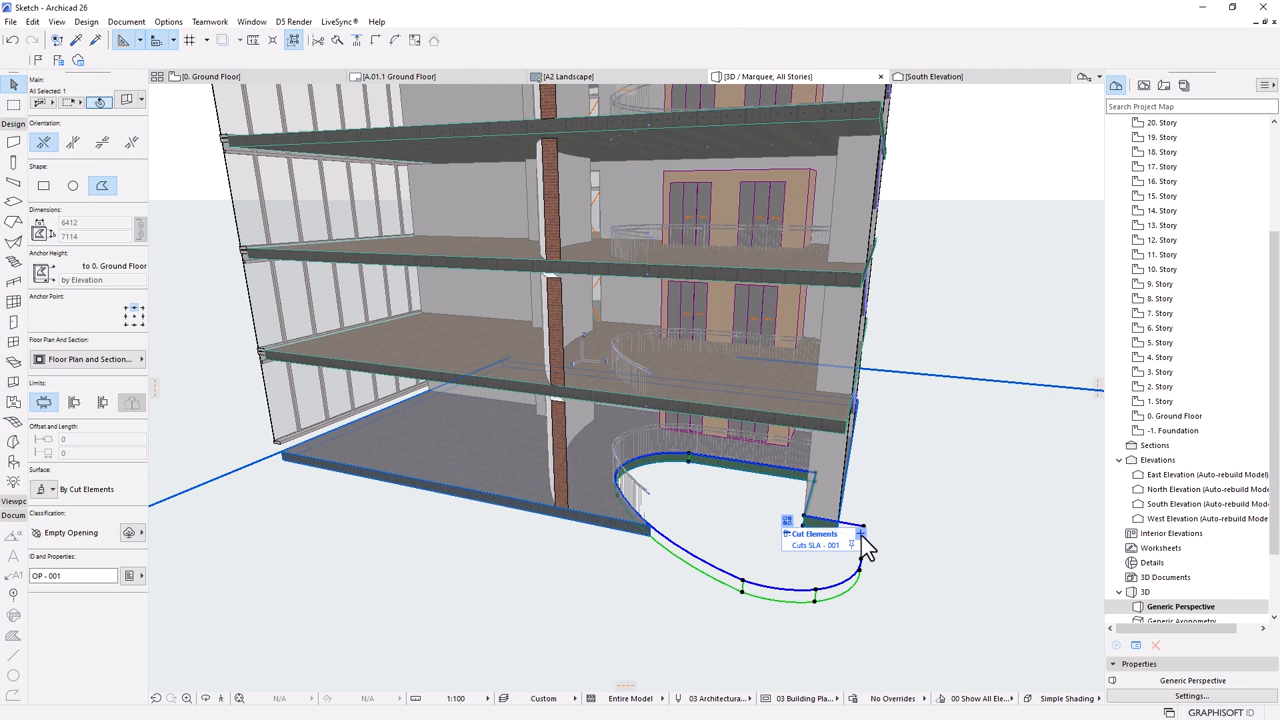 Sketch - Archicad 26
File Edit View Design Document Options Teamwork Window D5 Render LiveSync® Help
[0. Ground Floor]
[A.01.1 Ground Floor]
[A2 Landscape]
[3D / Marquee, All Stories]
[South Elevation]
Main:
All Selected: 1
Design
Orientation:
Shape:
Dimensions:
6412
7114
Anchor Height:
to 0. Ground Floor
by Elevation
Anchor Point:
Floor Plan And Section:
Floor Plan and Section...
Limits:
Offset and Length:
0
0
Surface:
By Cut Elements
Classification:
Empty Opening
ID and Properties:
OP - 001
Viewpo
Docum
Cut Elements
Cuts SLA - 001
Search Project Map
20. Story
19. Story
18. Story
17. Story
16. Story
15. Story
14. Story
13. Story
12. Story
11. Story
10. Story
9. Story
8. Story
7. Story
6. Story
5. Story
4. Story
3. Story
2. Story
1. Story
0. Ground Floor
-1. Foundation
Sections
Elevations
East Elevation (Auto-rebuild Model)
North Elevation (Auto-rebuild Mode
South Elevation (Auto-rebuild Mode
West Elevation (Auto-rebuild Mode
Interior Elevations
Worksheets
Details
3D Documents
3D
Generic Perspective
Generic Axonometry
Properties
Generic Perspective
Settings...
N/A N/A 1:100 Custom Entire Model 03 Architectura... 03 Building Pla... No Overrides 00 Show All Ele... Simple Shading
GRAPHISOFT ID